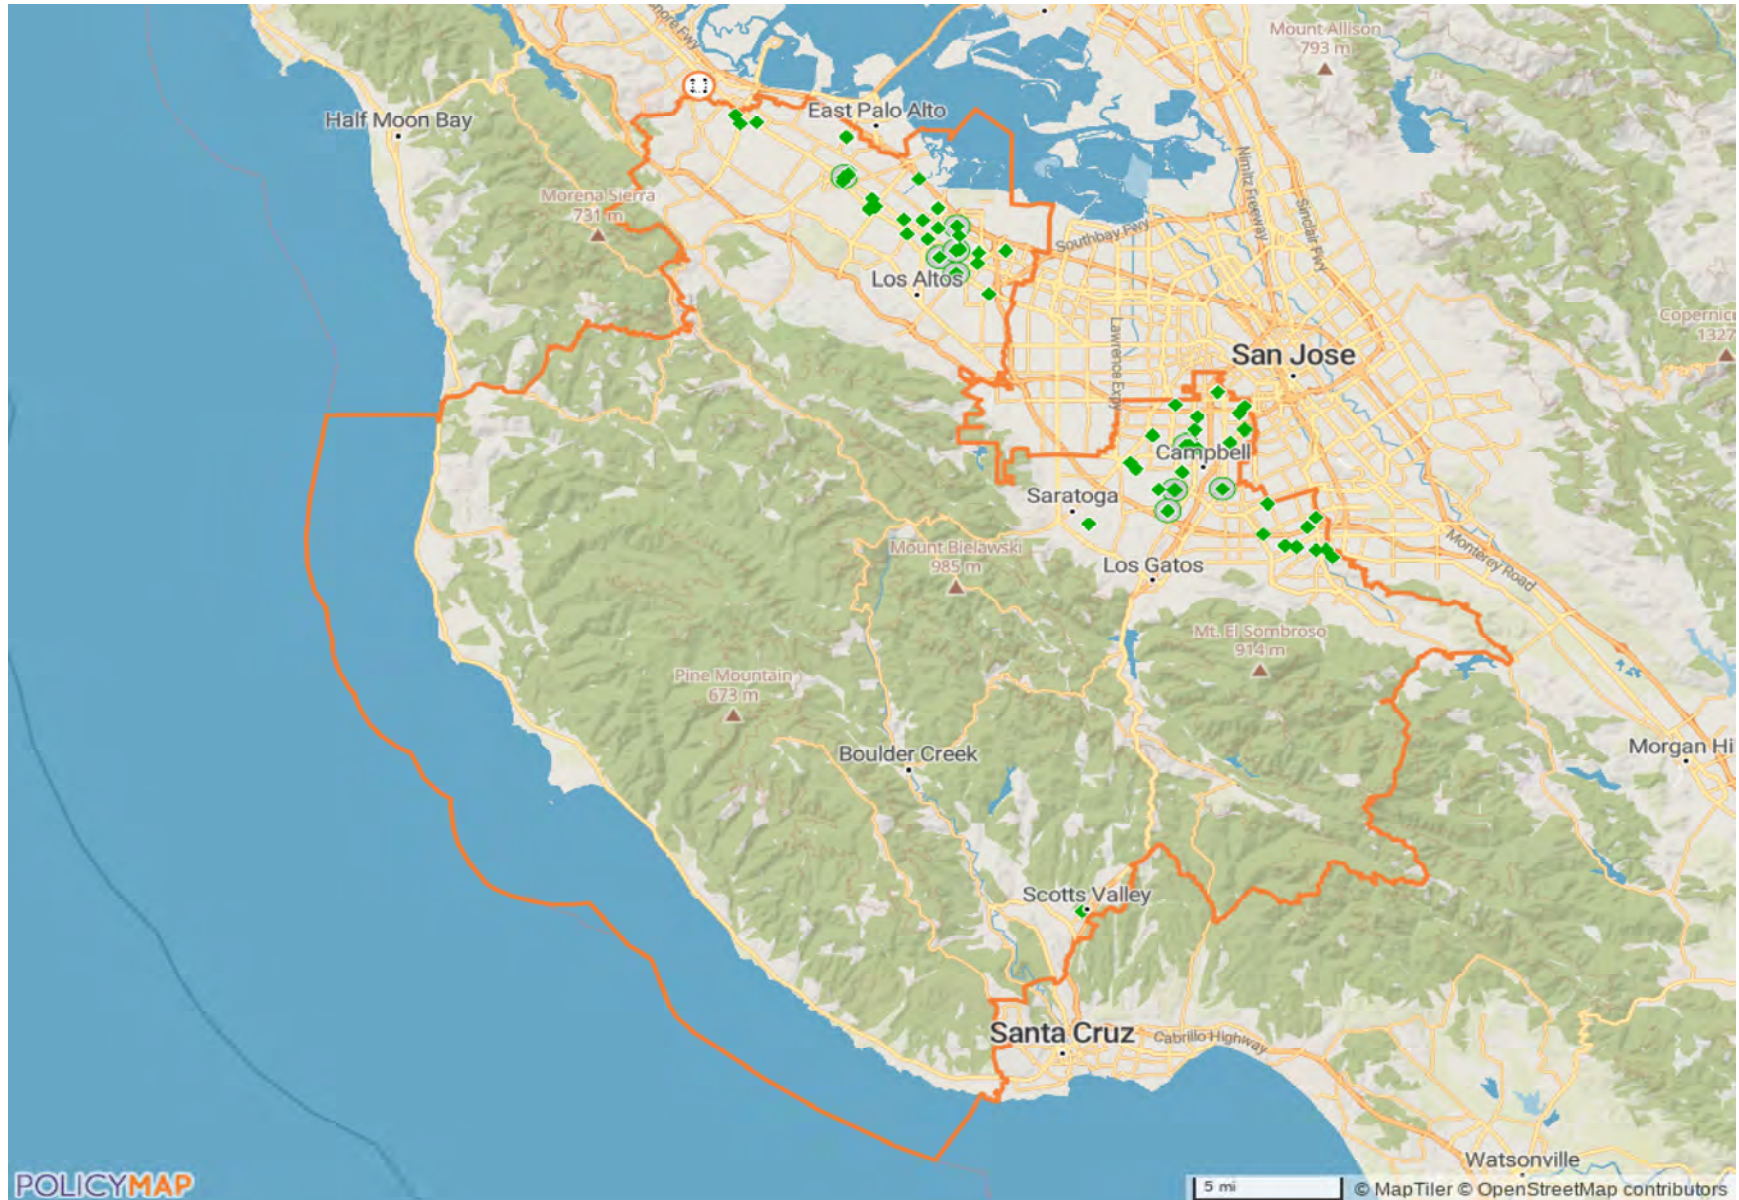 Mount Allison
793 m
shore Fwy
East Palo Alto
Half Moon Bay
Nimitz Freeway
Sinclair Fwy
Morena Sierra
731 m
Southbay Fwy
Los Altos
Copernicu
1327
Lawrence Expy
San Jose
Campbell
Saratoga
Mount Bielawski
985 m
Monterey Road
Los Gatos
Mt. El Sombroso
914 m
Pine Mountain
673 m
Boulder Creek
Morgan Hi
Scotts Valley
Santa Cruz
Cabrillo Highway
Watsonville
POLICYMAP
5 mi
© MapTiler © OpenStreetMap contributors